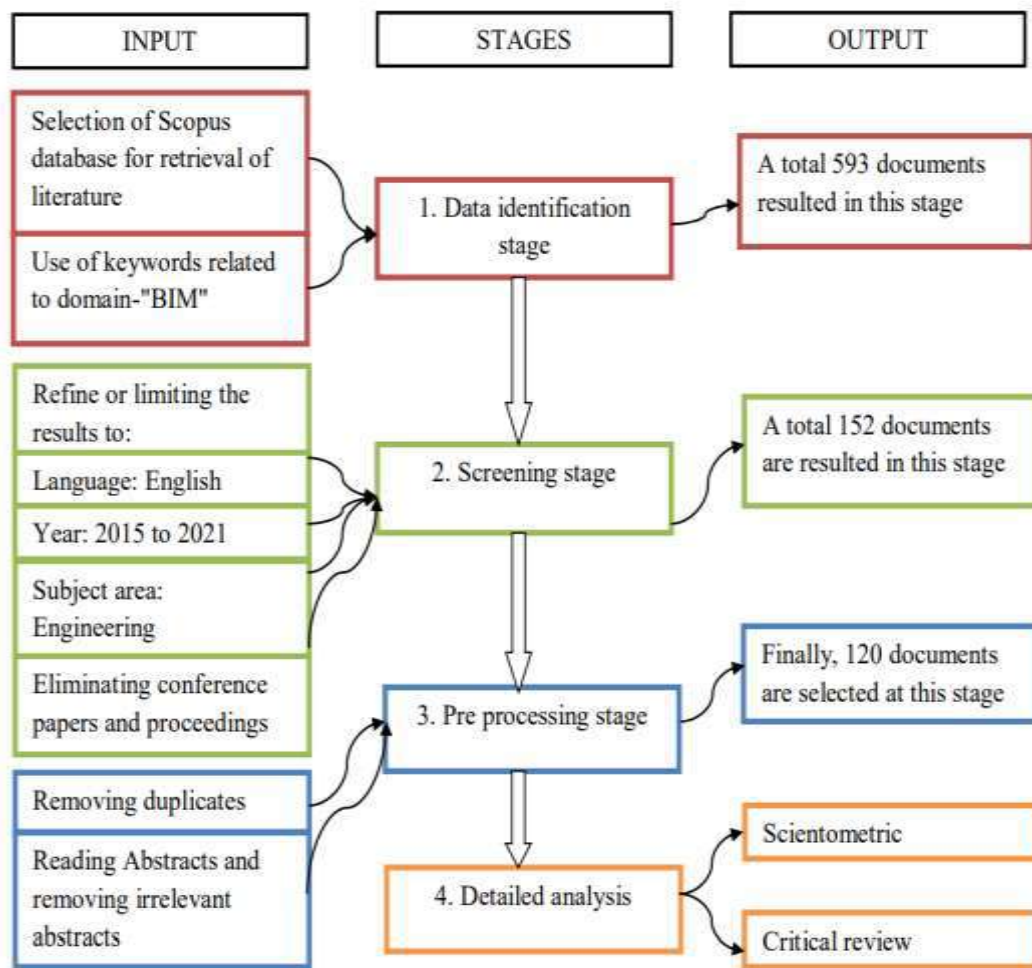 INPUT
STAGES
OUTPUT
Selection of Scopus
database for retrieval of
literature
Use of keywords related
to domain-"BIM"
1. Data identification
stage
A total 593 documents
resulted in this stage
Refine or limiting the
results to:
Language: English
Year: 2015 to 2021
Subject area:
Engineering
Eliminating conference
papers and proceedings
2. Screening stage
A total 152 documents
are resulted in this stage
Removing duplicates
Reading Abstracts and
removing irrelevant
abstracts
3. Pre processing stage
Finally, 120 documents
are selected at this stage
4. Detailed analysis
Scientometric
Critical review